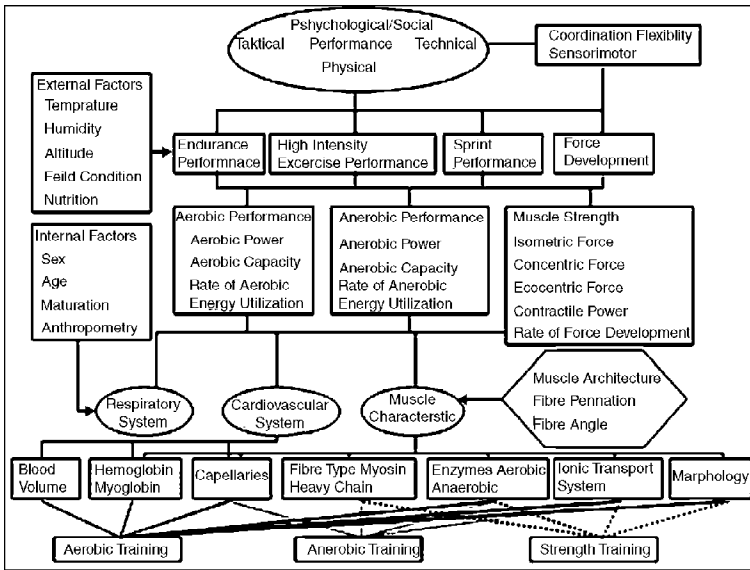 Pshychological/Social
Taktical Performance Technical
Physical
Coordination Flexiblity
Sensorimotor
External Factors
Temprature
Humidity
Altitude
Feild Condition
Nutrition
Endurance
Performnace
High Intensity
Excercise Performance
Sprint
Performance
Force
Development
Internal Factors
Sex
Age
Maturation
Anthropometry
Aerobic Performance
Aerobic Power
Aerobic Capacity
Rate of Aerobic
Energy Utilization
Anerobic Performance
Anerobic Power
Anerobic Capacity
Rate of Anerobic
Energy Utilization
Muscle Strength
Isometric Force
Concentric Force
Ecocentric Force
Contractile Power
Rate of Force Development
Respiratory
System
Cardiovascular
System
Muscle
Characterstic
Muscle Architecture
Fibre Pennation
Fibre Angle
Blood
Volume
Hemoglobin
Myoglobin
Capellaries
Fibre Type Myosin
Heavy Chain
Enzymes Aerobic
Anaerobic
Ionic Transport
System
Marphology
Aerobic Training
Anerobic Training
Strength Training